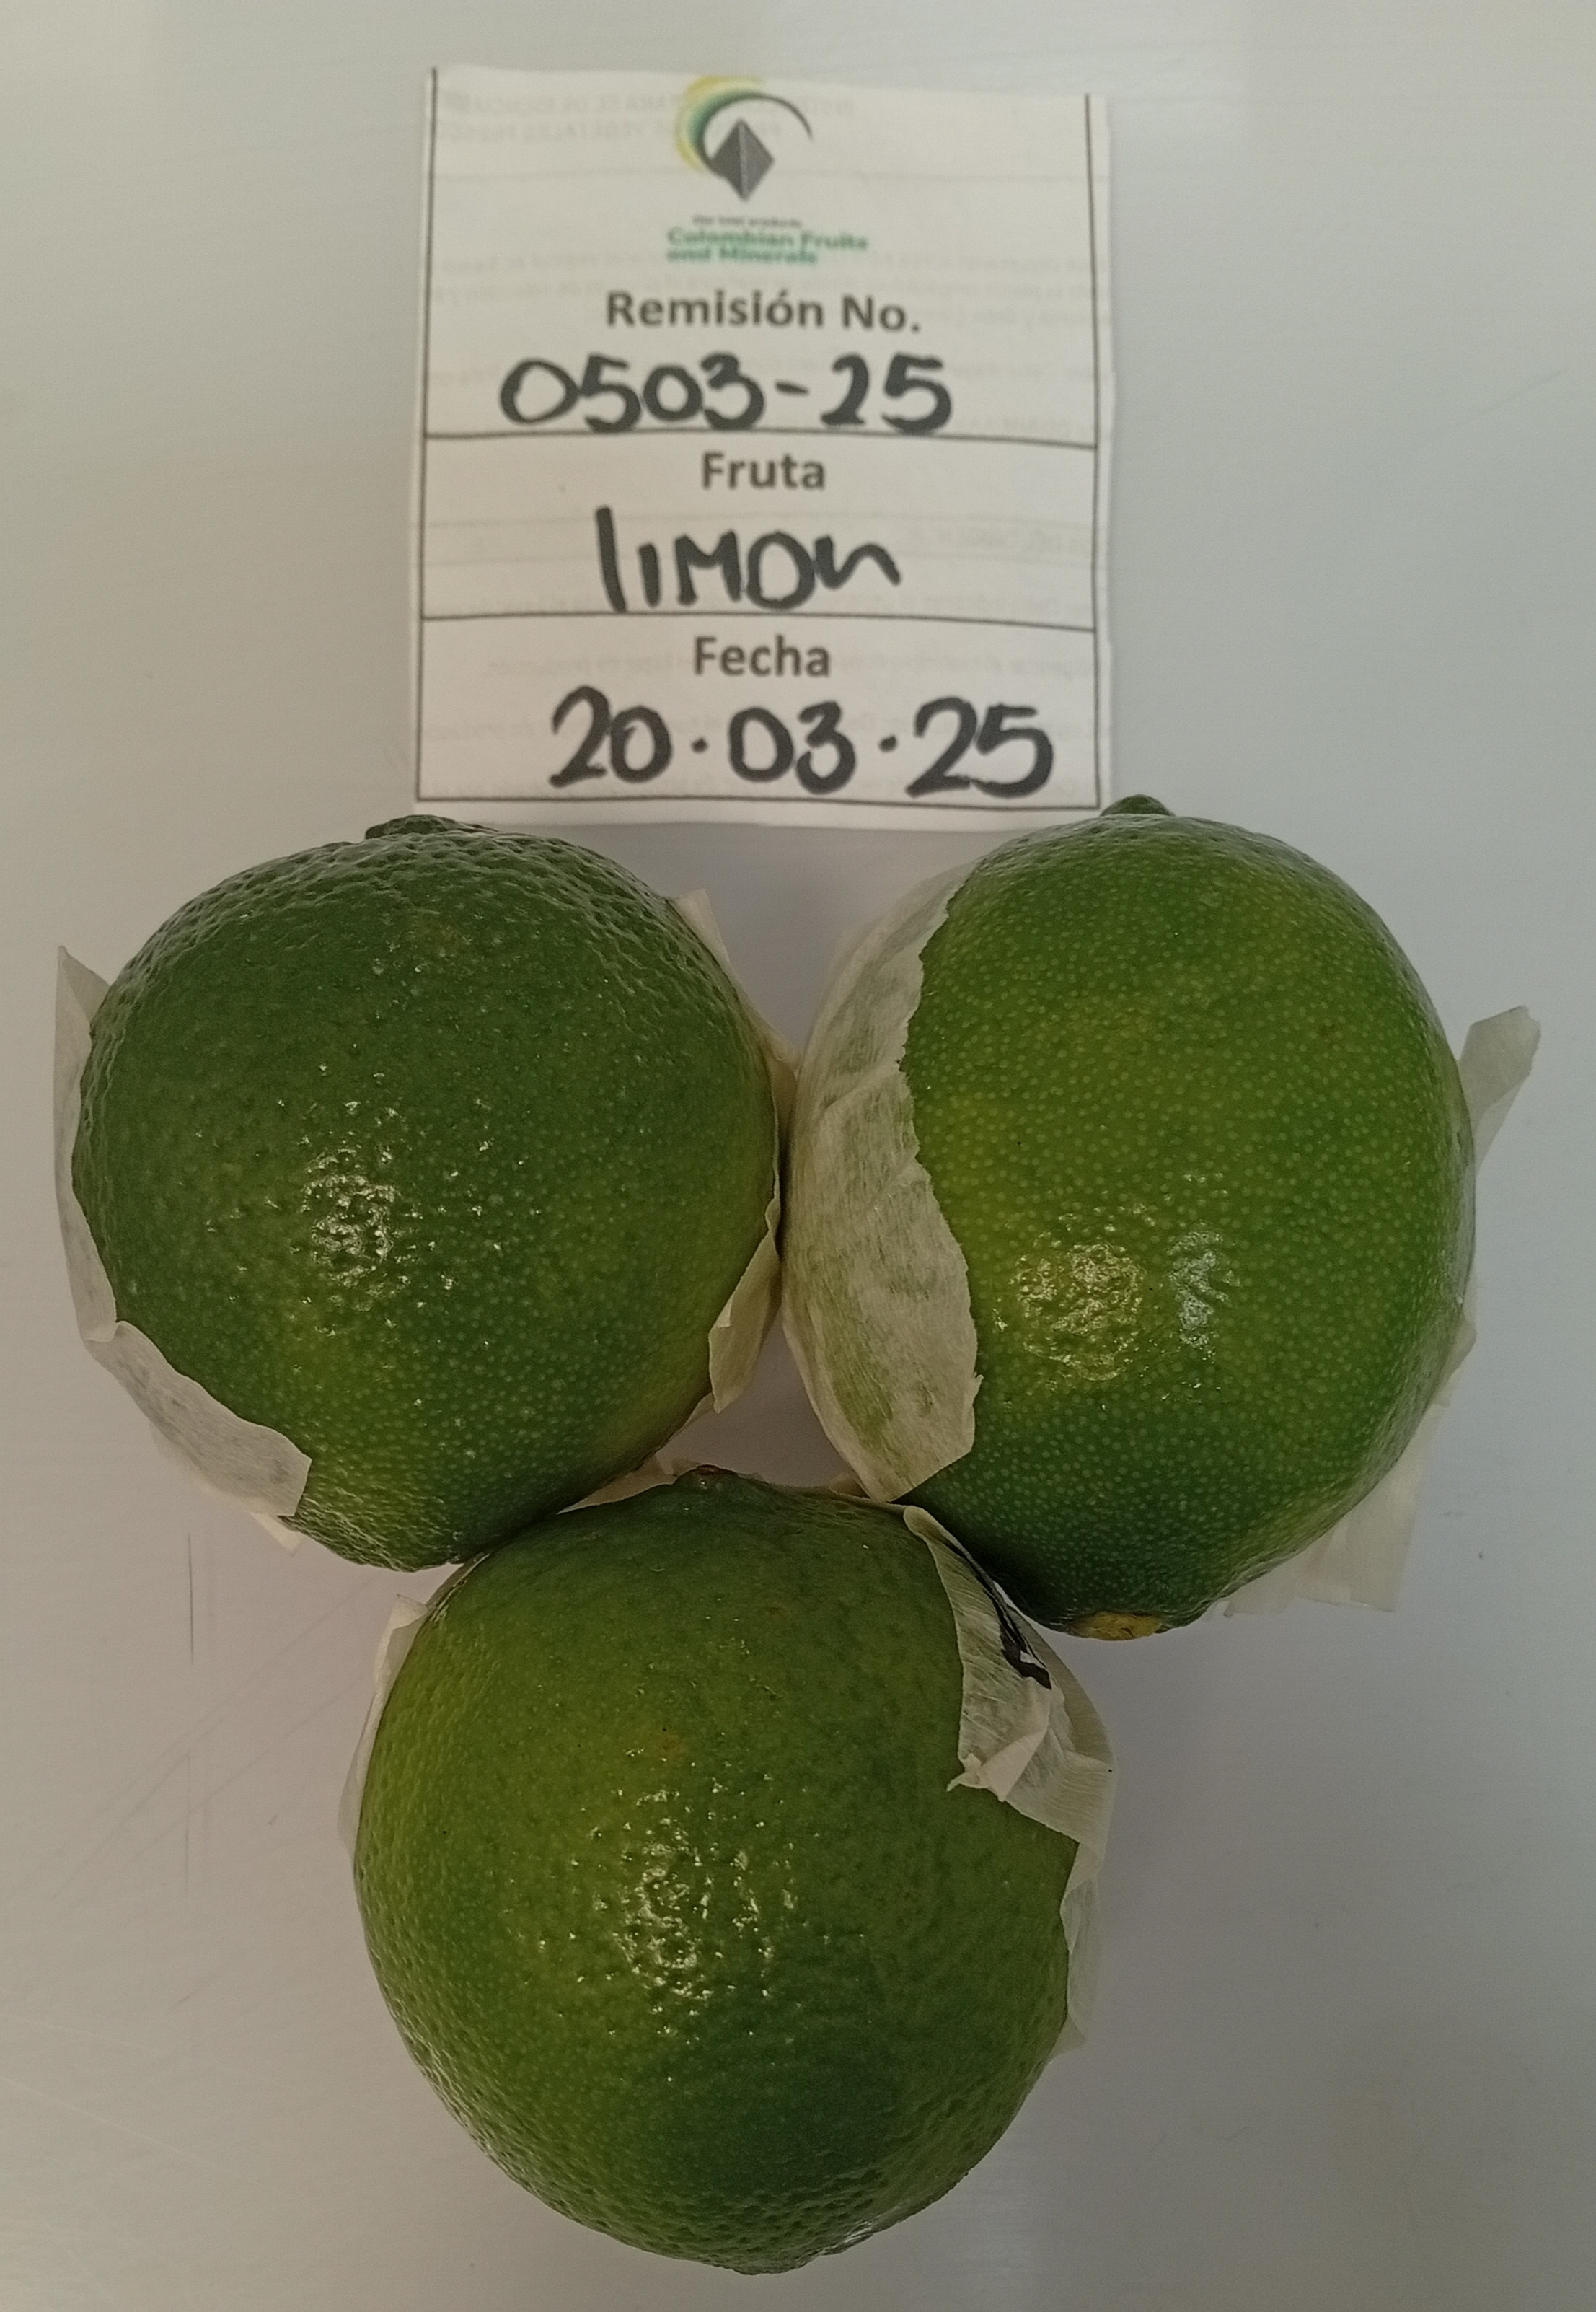 Colombian Fruits
and Minerals
Remisión No.
0503-25
Fruta
lIMOn
Fecha
20.03.25